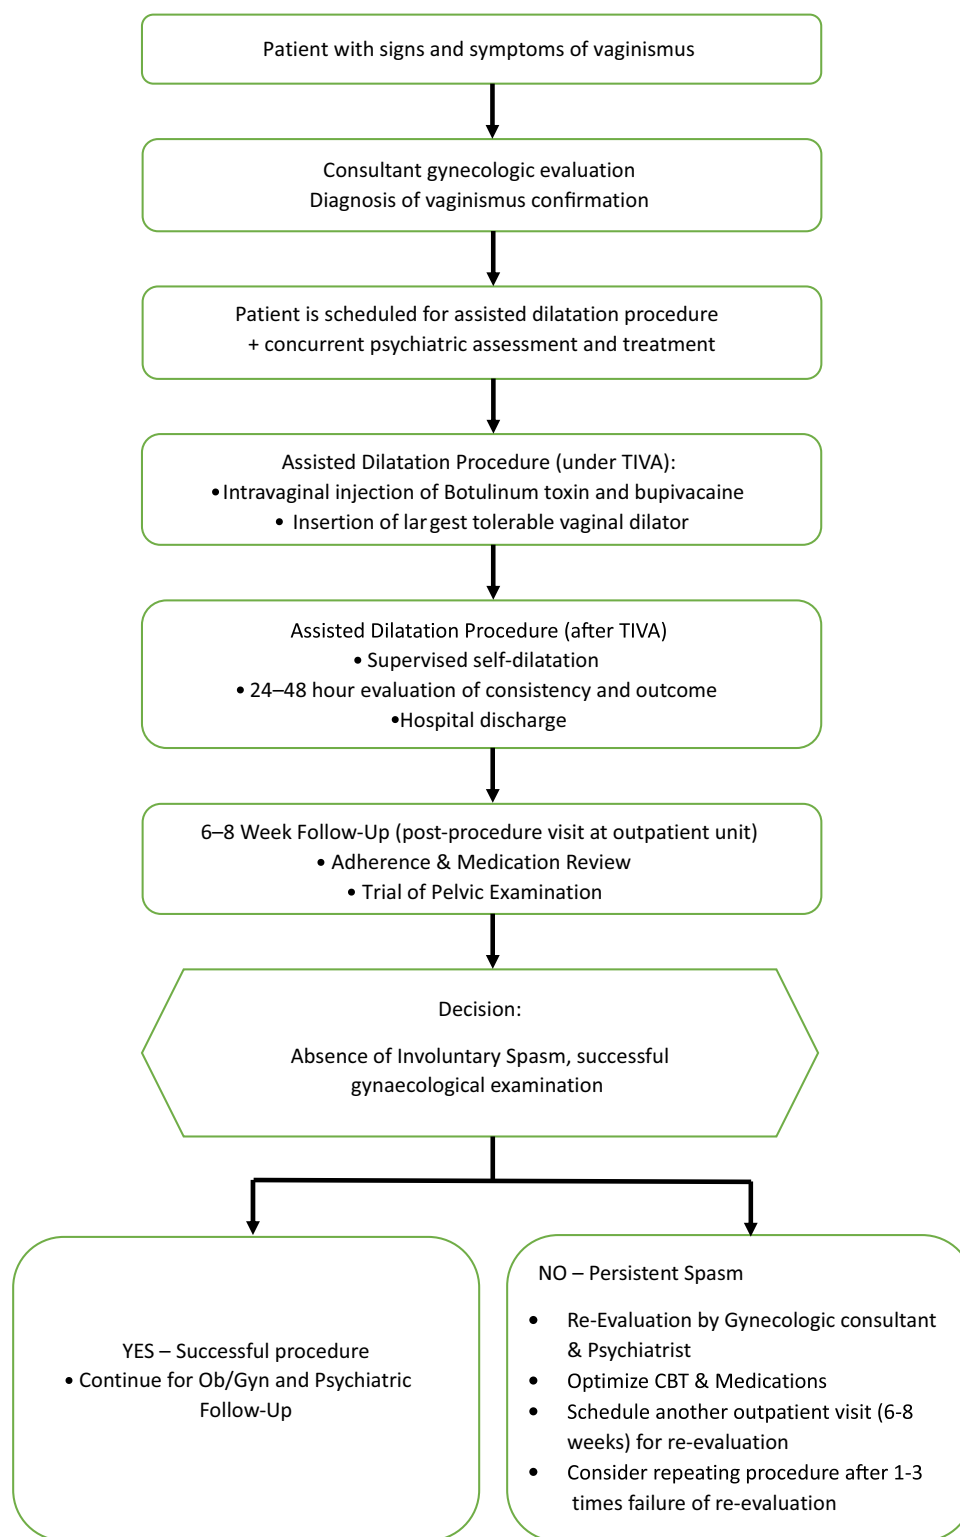 Patient with signs and symptoms of vaginismus
Consultant gynecologic evaluation
Diagnosis of vaginismus confirmation
Patient is scheduled for assisted dilatation procedure
+ concurrent psychiatric assessment and treatment
Assisted Dilatation Procedure (under TIVA):
•Intravaginal injection of Botulinum toxin and bupivacaine
• Insertion of largest tolerable vaginal dilator
Assisted Dilatation Procedure (after TIVA)
• Supervised self-dilatation
• 24–48 hour evaluation of consistency and outcome
•Hospital discharge
6–8 Week Follow-Up (post-procedure visit at outpatient unit)
• Adherence & Medication Review
• Trial of Pelvic Examination
Decision:
Absence of Involuntary Spasm, successful
gynaecological examination
YES – Successful procedure
• Continue for Ob/Gyn and Psychiatric
Follow-Up
NO – Persistent Spasm
• Re-Evaluation by Gynecologic consultant
& Psychiatrist
• Optimize CBT & Medications
• Schedule another outpatient visit (6-8
weeks) for re-evaluation
• Consider repeating procedure after 1-3
times failure of re-evaluation